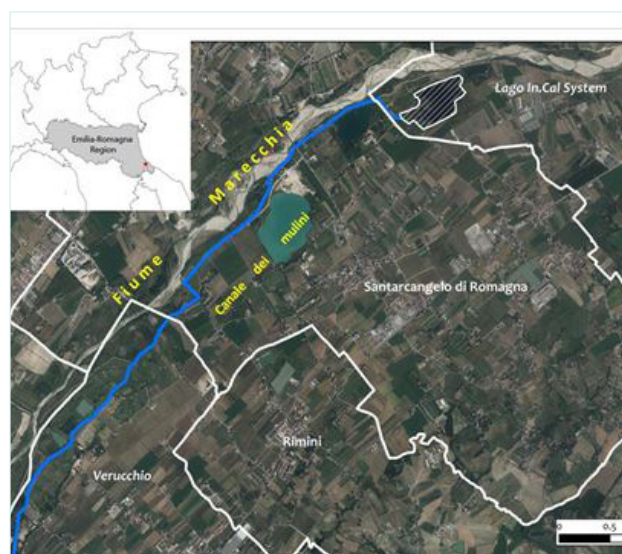 Emilia-Romagna
Region
Lago In.Cal System
Fiume Marecchia
Canale dei mulini
Santarcangelo di Romagna
Rimini
Verucchio
0 0.5